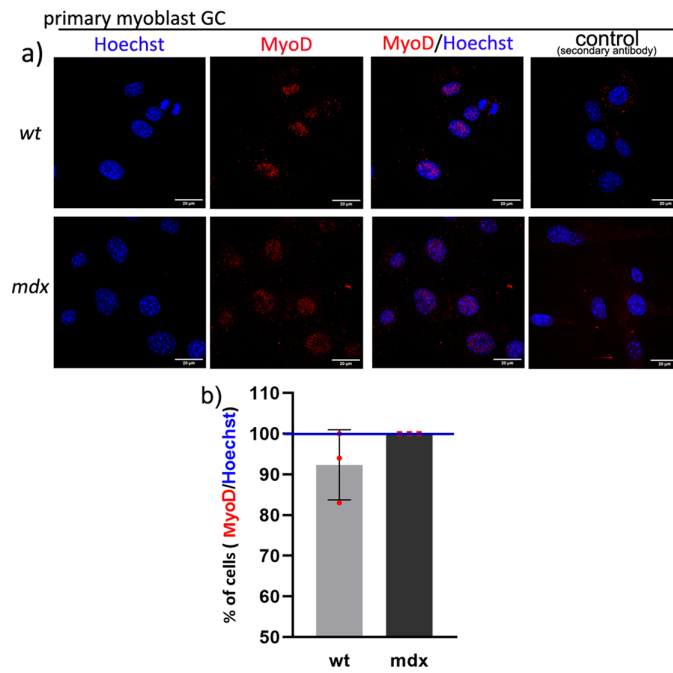 primary myoblast GC
a)
Hoechst
MyoD
MyoD/Hoechst
control
(secondary antibody)
wt
20 µm
20 µm
20 µm
20 µm
mdx
20 µm
20 µm
20 µm
20 µm
b)
% of cells ( MyoD/Hoechst)
110
100
90
80
70
60
50
wt
mdx